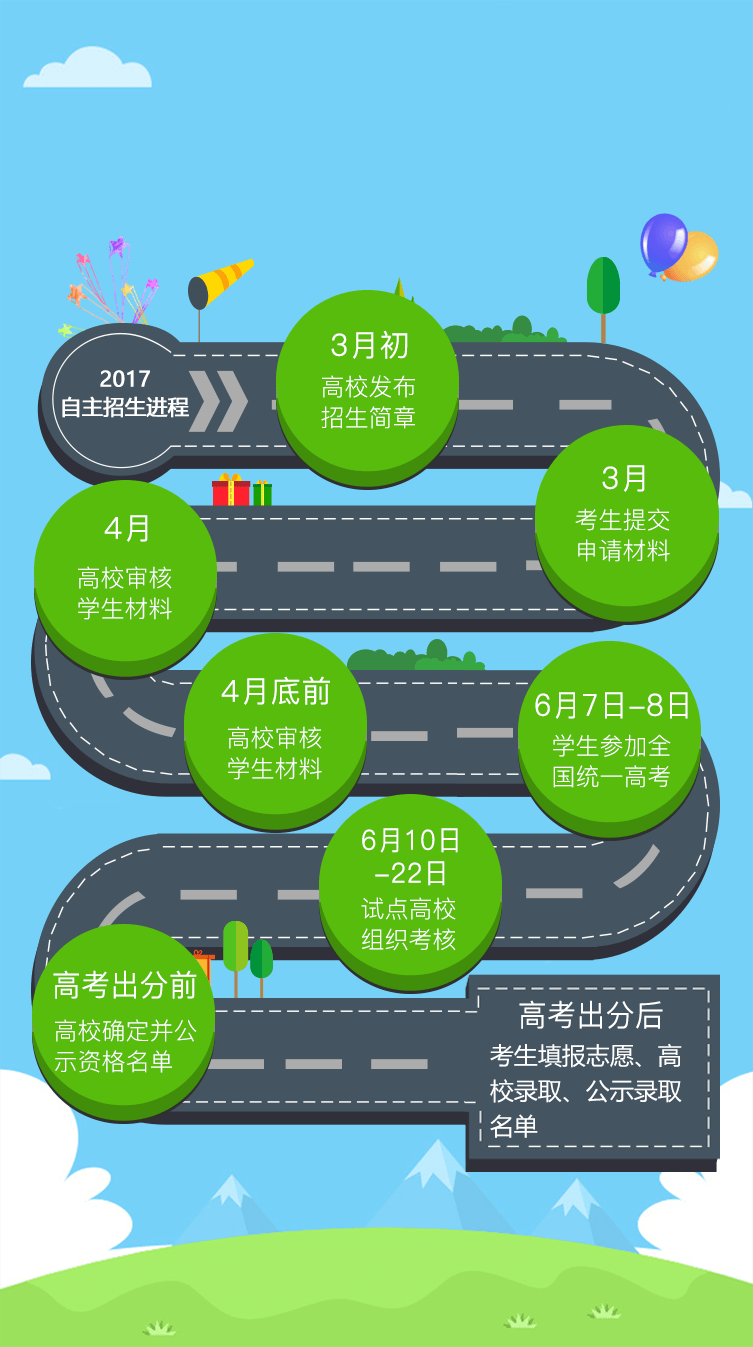 2017
自主招生进程
3月初
高校发布
招生简章
3月
考生提交
申请材料
4月
高校审核
学生材料
4月底前
高校审核
学生材料
6月7日-8日
学生参加全
国统一高考
6月10日
-22日
试点高校
组织考核
高考出分前
高校确定并公
示资格名单
高考出分后
考生填报志愿、高
校录取、公示录取
名单